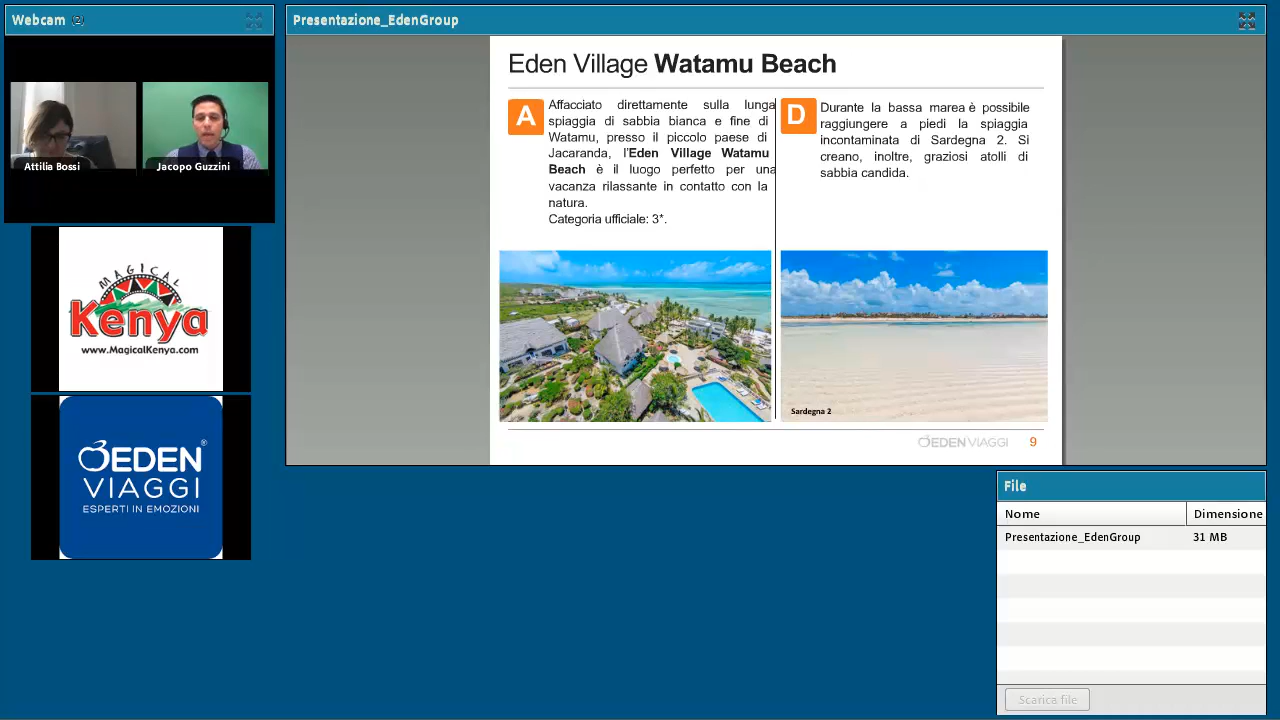 Webcam (2)
Attilia Bossi
Jacopo Guzzini
MAGICAL
Kenya
www.MagicalKenya.com
EDEN®
VIAGGI
ESPERTI IN EMOZIONI
Presentazione_EdenGroup
Eden Village Watamu Beach
A
Affacciato direttamente sulla lunga
spiaggia di sabbia bianca e fine di
Watamu, presso il piccolo paese di
Jacaranda, l'Eden Village Watamu
Beach è il luogo perfetto per una
vacanza rilassante in contatto con la
natura.
Categoria ufficiale: 3*.
D
Durante la bassa marea è possibile
raggiungere a piedi la spiaggia
incontaminata di Sardegna 2. Si
creano, inoltre, graziosi atolli di
sabbia candida.
Sardegna 2
EDEN VIAGGI 9
File
Nome Dimensione
Presentazione_EdenGroup 31 MB
Scarica file